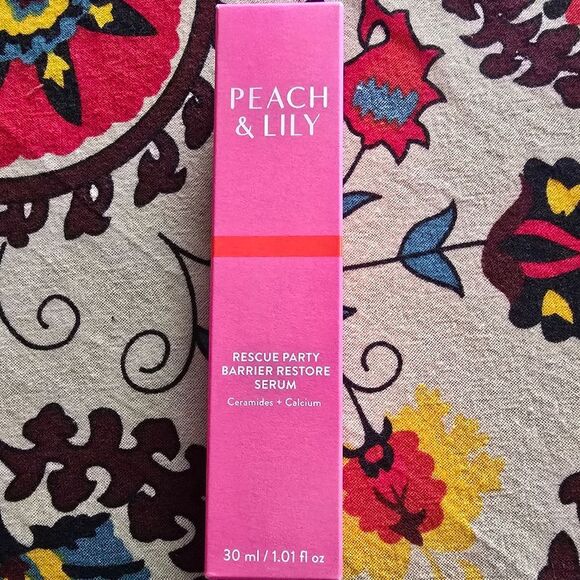 PEACH
& LILY
RESCUE PARTY
BARRIER RESTORE
SERUM
Ceramides + Calcium
30 ml / 1.01 fl oz